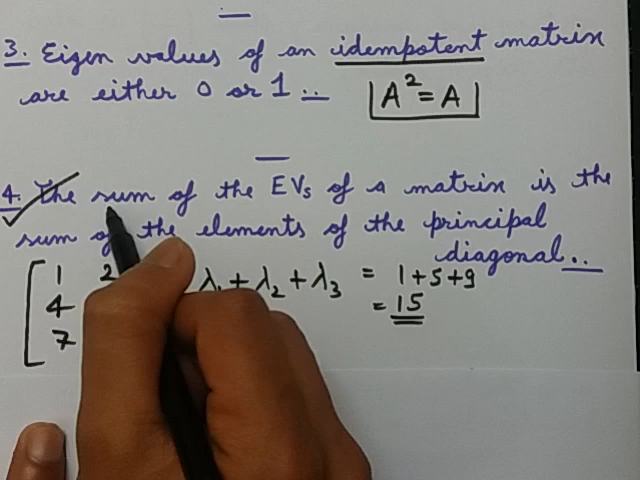 3. Eigen values of an idempotent matrix
are either 0 or 1..
A² = A
4. The sum of the EVs of a matrix is the
sum of the elements of the principal
diagonal..
1 2 λ₁+λ₂+λ₃ = 1+5+9
4 = 15
7